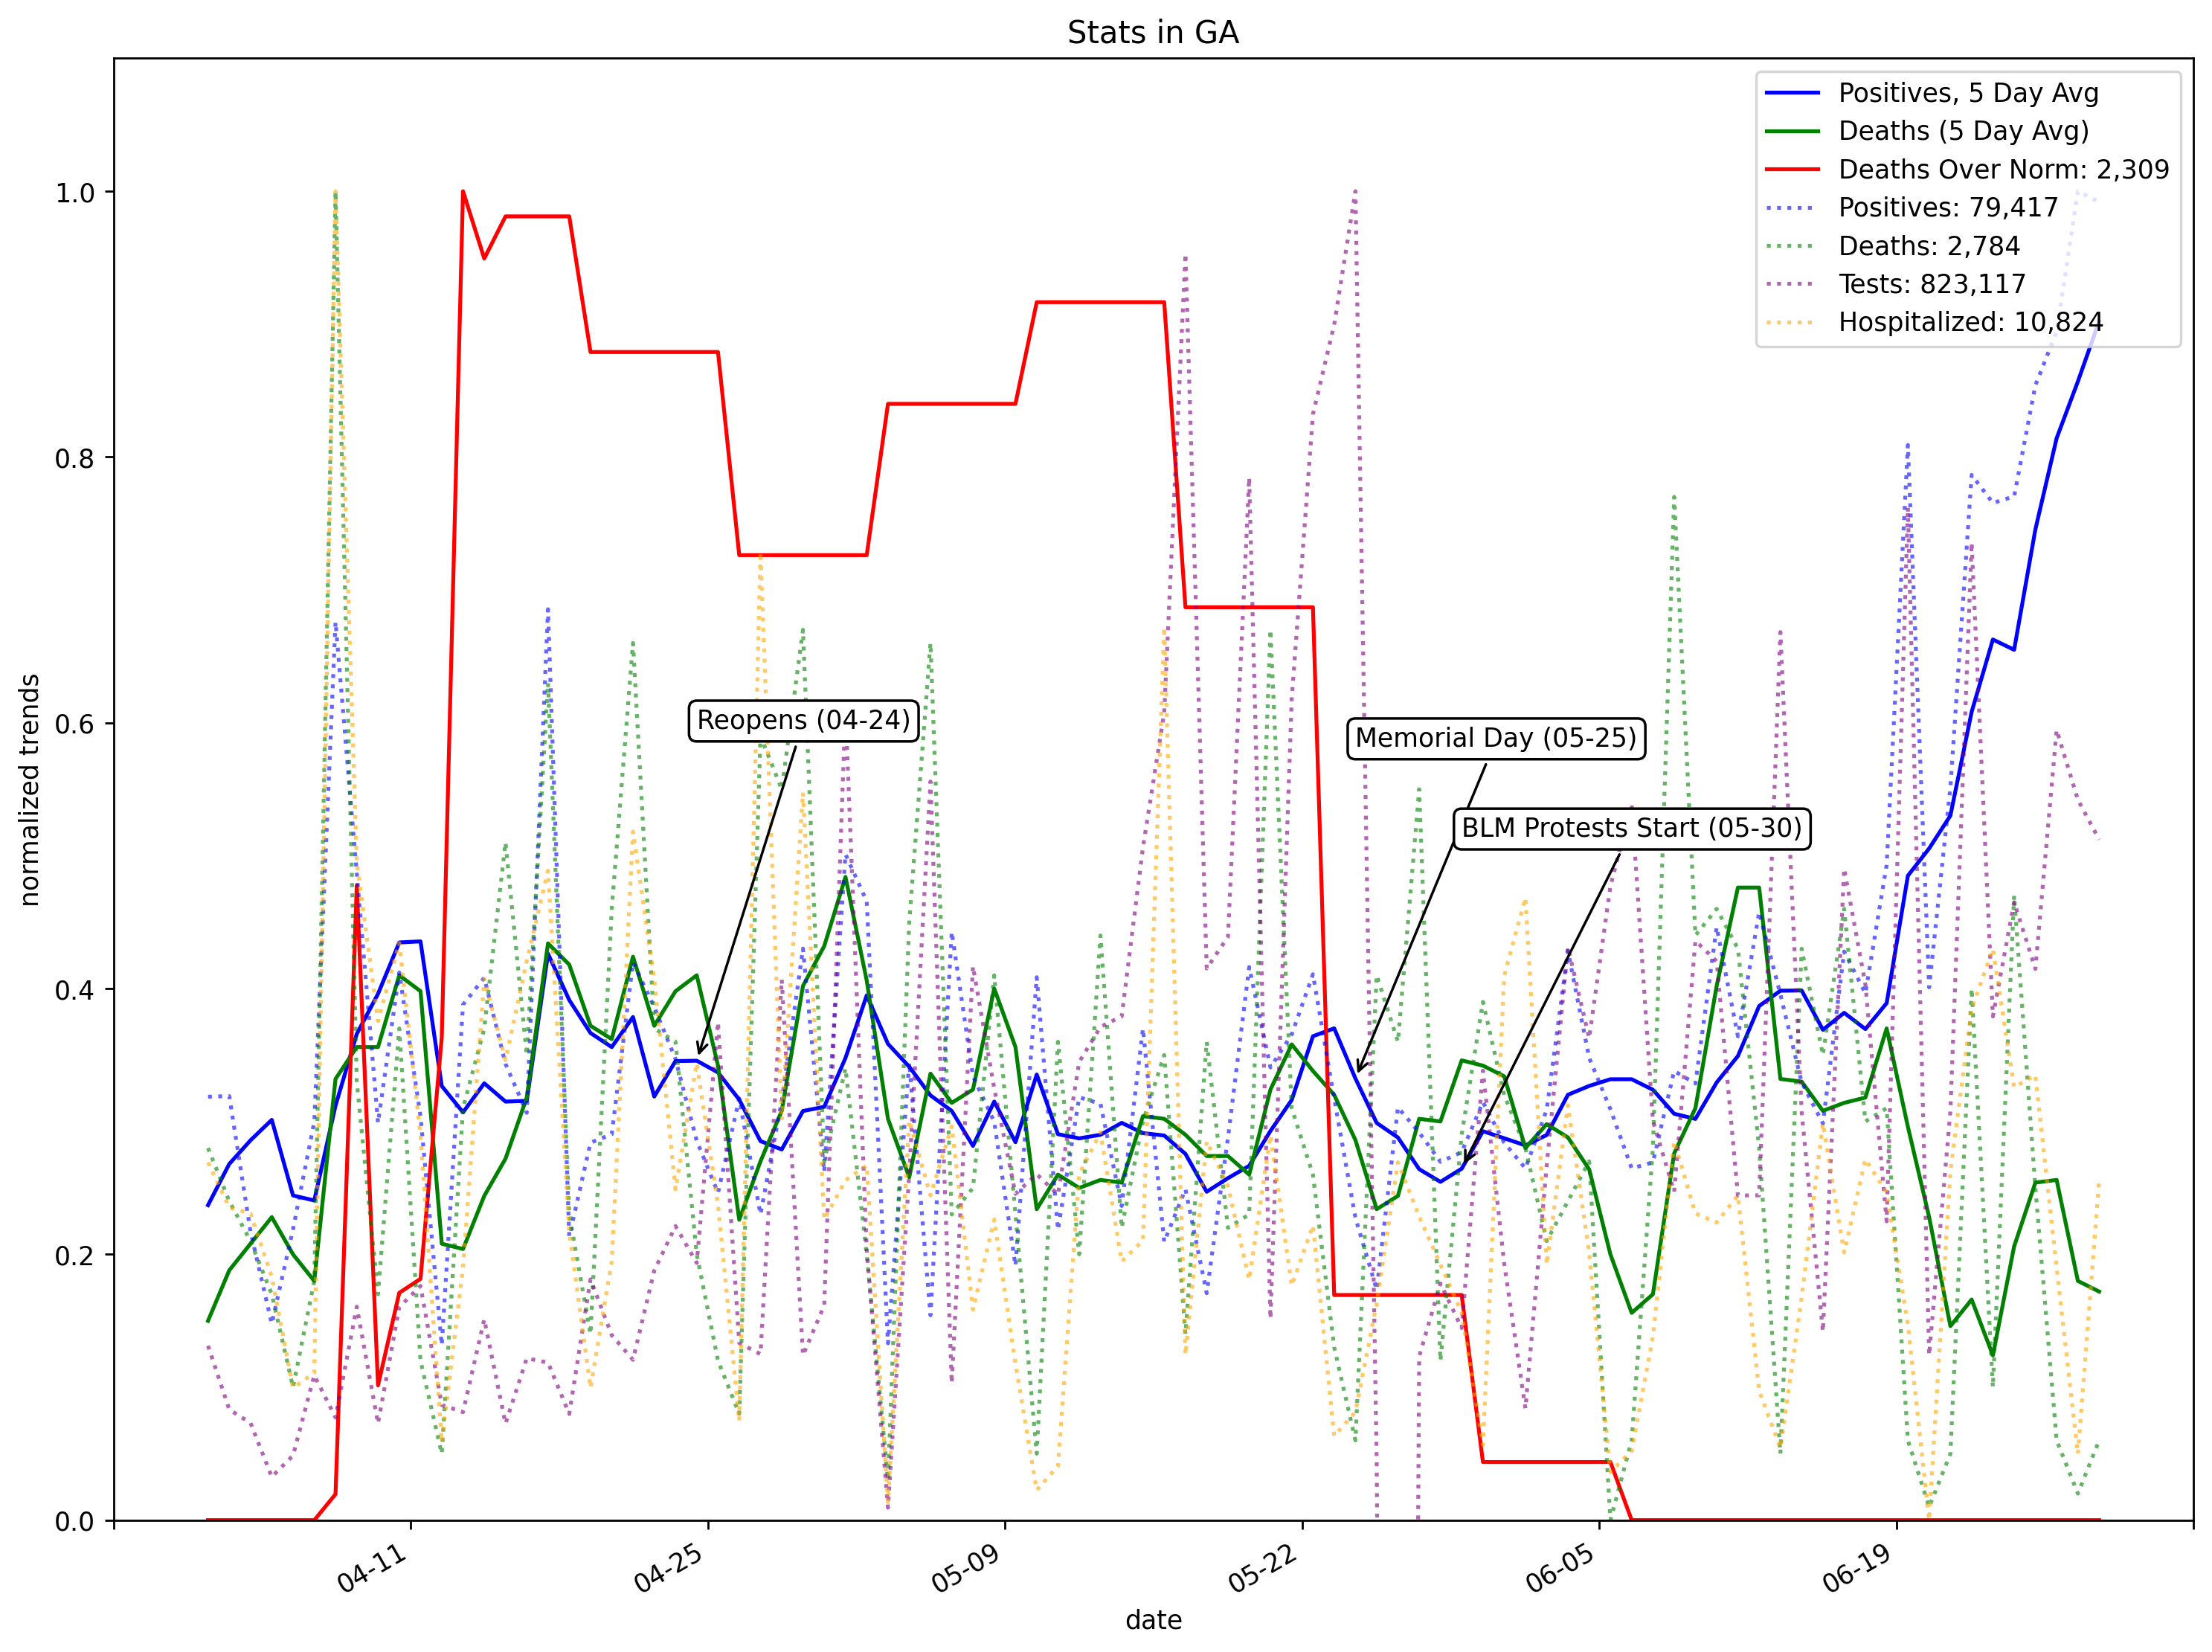 Stats in GA
Positives, 5 Day Avg
Deaths (5 Day Avg)
Deaths Over Norm: 2,309
Positives: 79,417
Deaths: 2,784
Tests: 823,117
Hospitalized: 10,824
1.0
0.8
0.6
0.4
0.2
0.0
normalized trends
Reopens (04-24)
Memorial Day (05-25)
BLM Protests Start (05-30)
04-11
04-25
05-09
05-22
06-05
06-19
date